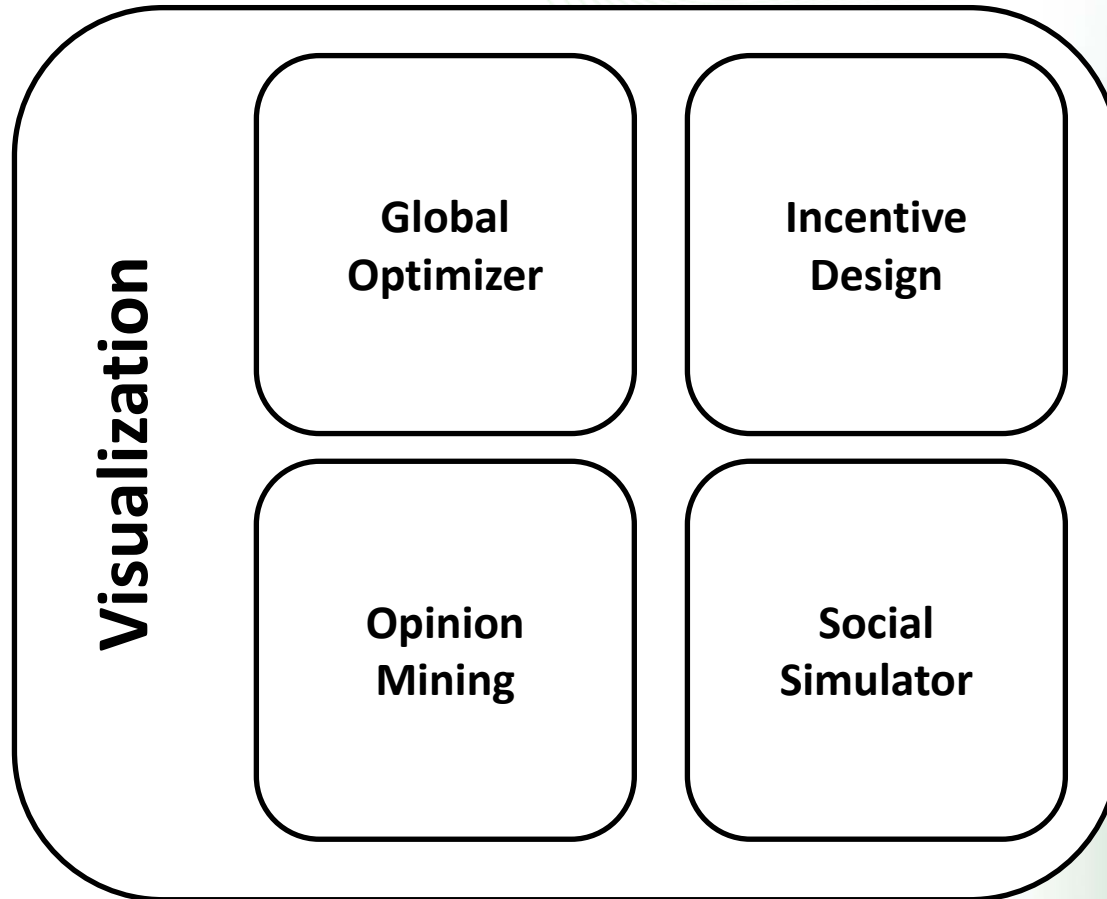 Visualization
Global
Optimizer
Incentive
Design
Opinion
Mining
Social
Simulator